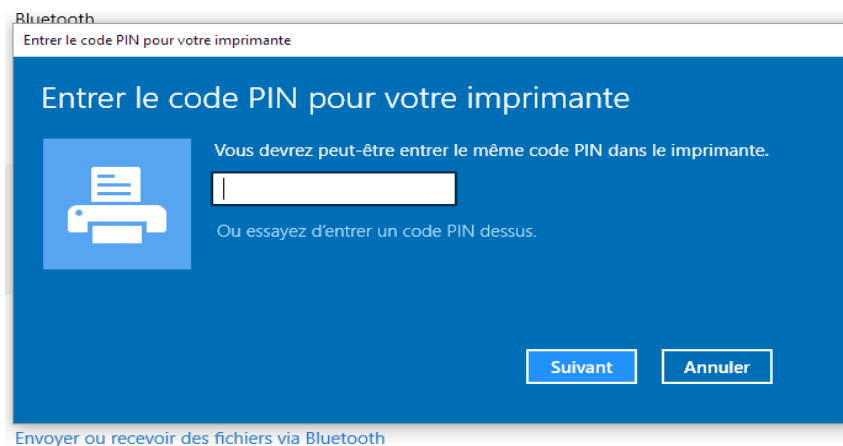 Bluetooth
Entrer le code PIN pour votre imprimante
Entrer le code PIN pour votre imprimante
Vous devrez peut-être entrer le même code PIN dans le imprimante.
Ou essayez d'entrer un code PIN dessus.
Suivant Annuler
Envoyer ou recevoir des fichiers via Bluetooth